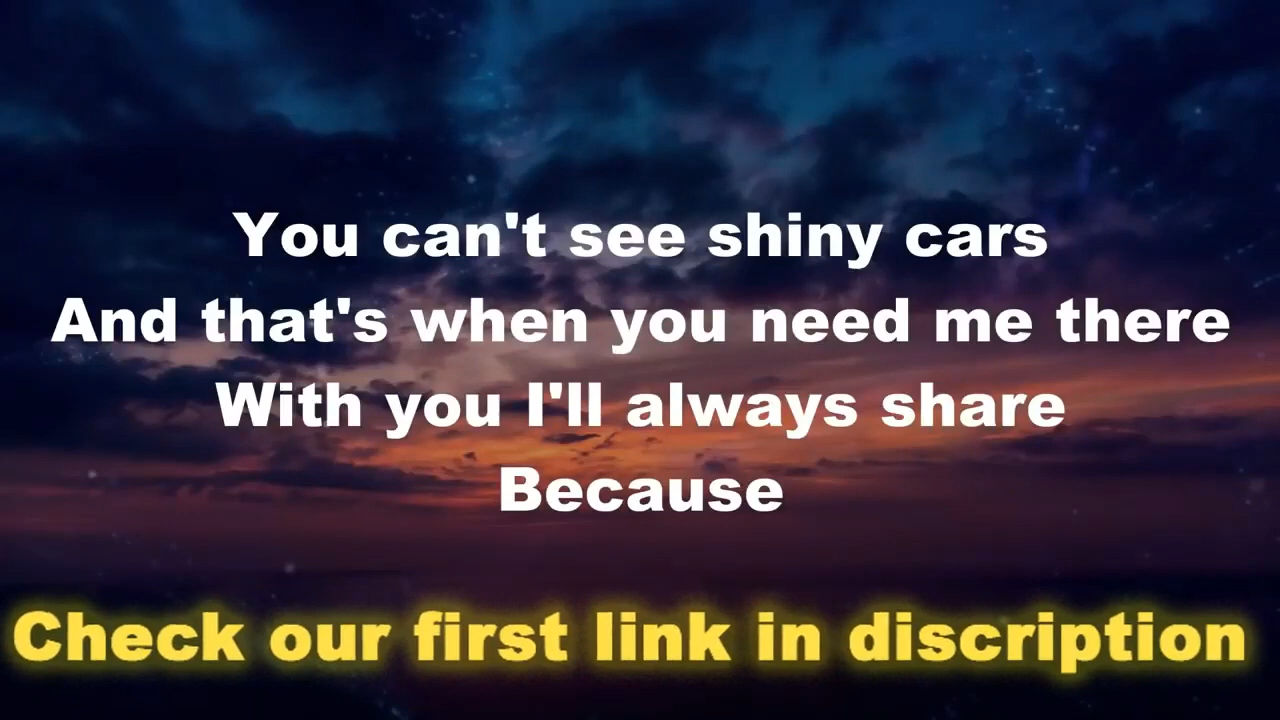 You can't see shiny cars
And that's when you need me there
With you I'll always share
Because
Check our first link in discription